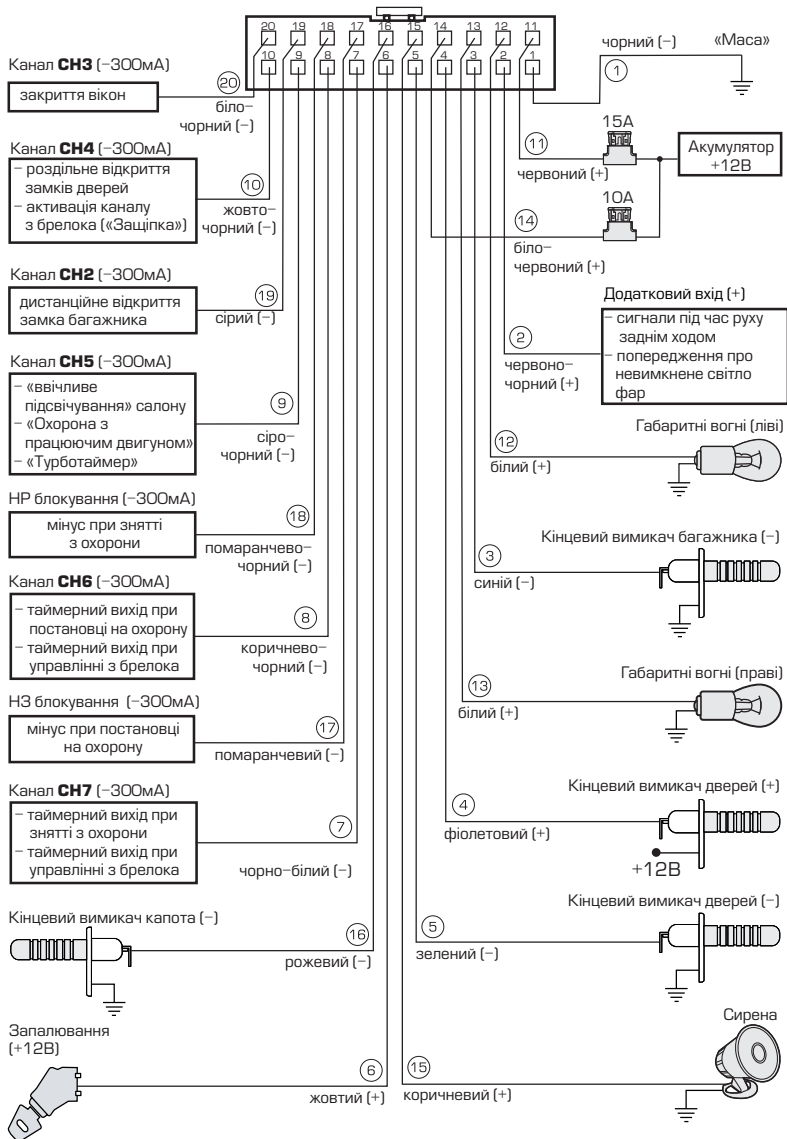 20 19 18 17 16 15 14 13 12 11
10 9 8 7 6 5 4 3 2 1
Канал CH3 (-300мА)
закриття вікон
20
біло-
чорний (-)
Канал CH4 (-300мА)
- роздільне відкриття
замків дверей
- активація каналу
з брелока («Защіпка»)
10
жовто-
чорний (-)
Канал CH2 (-300мА)
дистанційне відкриття
замка багажника
19
сірий (-)
Канал CH5 (-300мА)
- «ввічливе
підсвічування» салону
- «Охорона з
працюючим двигуном»
- «Турботаймер»
9
сіро-
чорний (-)
НР блокування (-300мА)
мінус при знятті
з охорони
18
помаранчево-
чорний (-)
Канал CH6 (-300мА)
- таймерний вихід при
постановці на охорону
- таймерний вихід при
управлінні з брелока
8
коричнево-
чорний (-)
НЗ блокування (-300мА)
мінус при постановці
на охорону
17
помаранчевий (-)
Канал CH7 (-300мА)
- таймерний вихід при
знятті з охорони
- таймерний вихід при
управлінні з брелока
7
чорно-білий (-)
Кінцевий вимикач капота (-)
16
рожевий (-)
Запалювання
(+12В)
6
жовтий (+)
чорний (-)
«Маса»
1
15А
11
червоний (+)
Акумулятор
+12В
10А
14
біло-
червоний (+)
Додатковий вхід (+)
- сигнали під час руху
заднім ходом
- попередження про
невимкнене світло
фар
2
червоно-
чорний (+)
Габаритні вогні (ліві)
12
білий (+)
Кінцевий вимикач багажника (-)
3
синій (-)
Габаритні вогні (праві)
13
білий (+)
Кінцевий вимикач дверей (+)
4
фіолетовий (+)
+12В
Кінцевий вимикач дверей (-)
5
зелений (-)
Сирена
15
коричневий (+)